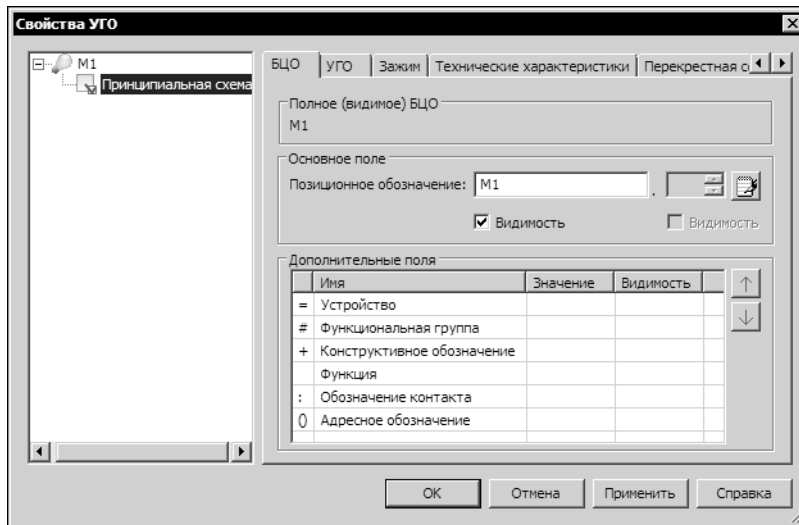 Свойства УГО
M1
Принципиальная схема
БЦО УГО Зажим Технические характеристики Перекрестная с
Полное (видимое) БЦО
M1
Основное поле
Позиционное обозначение: M1 .
Видимость Видимость
Дополнительные поля
Имя Значение Видимость
= Устройство
# Функциональная группа
+ Конструктивное обозначение
Функция
: Обозначение контакта
() Адресное обозначение
ОК Отмена Применить Справка